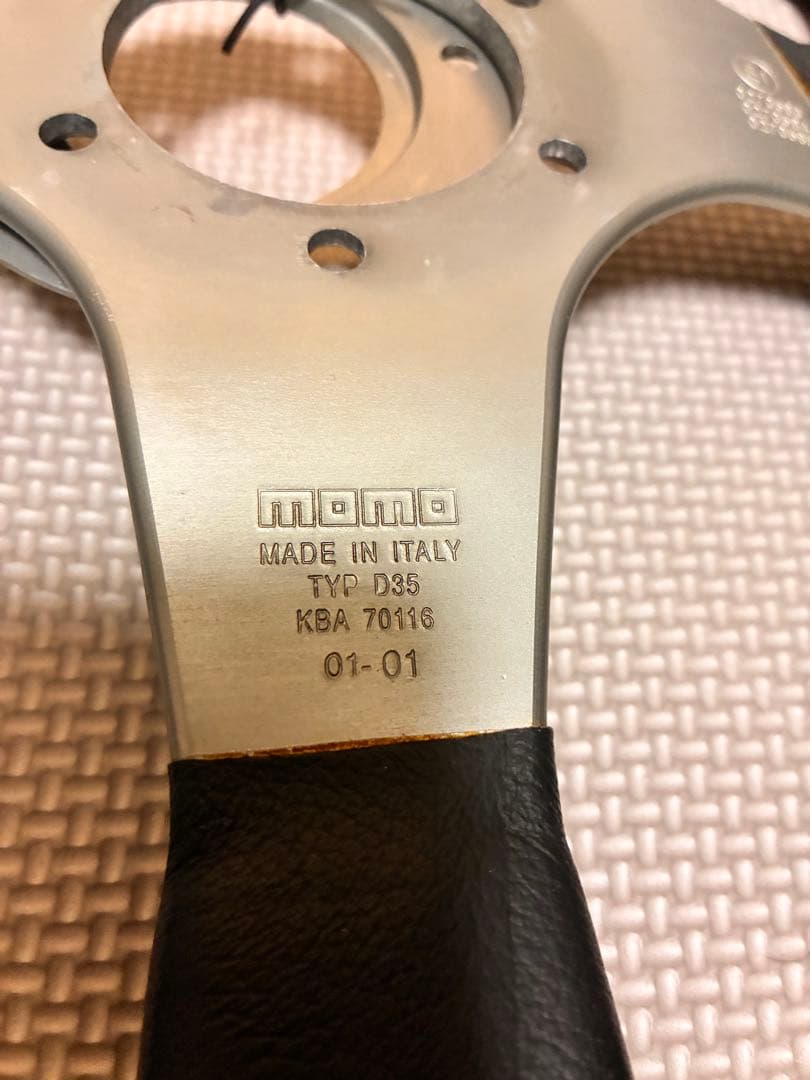 momo
MADE IN ITALY
TYP D35
KBA 70116
01-01